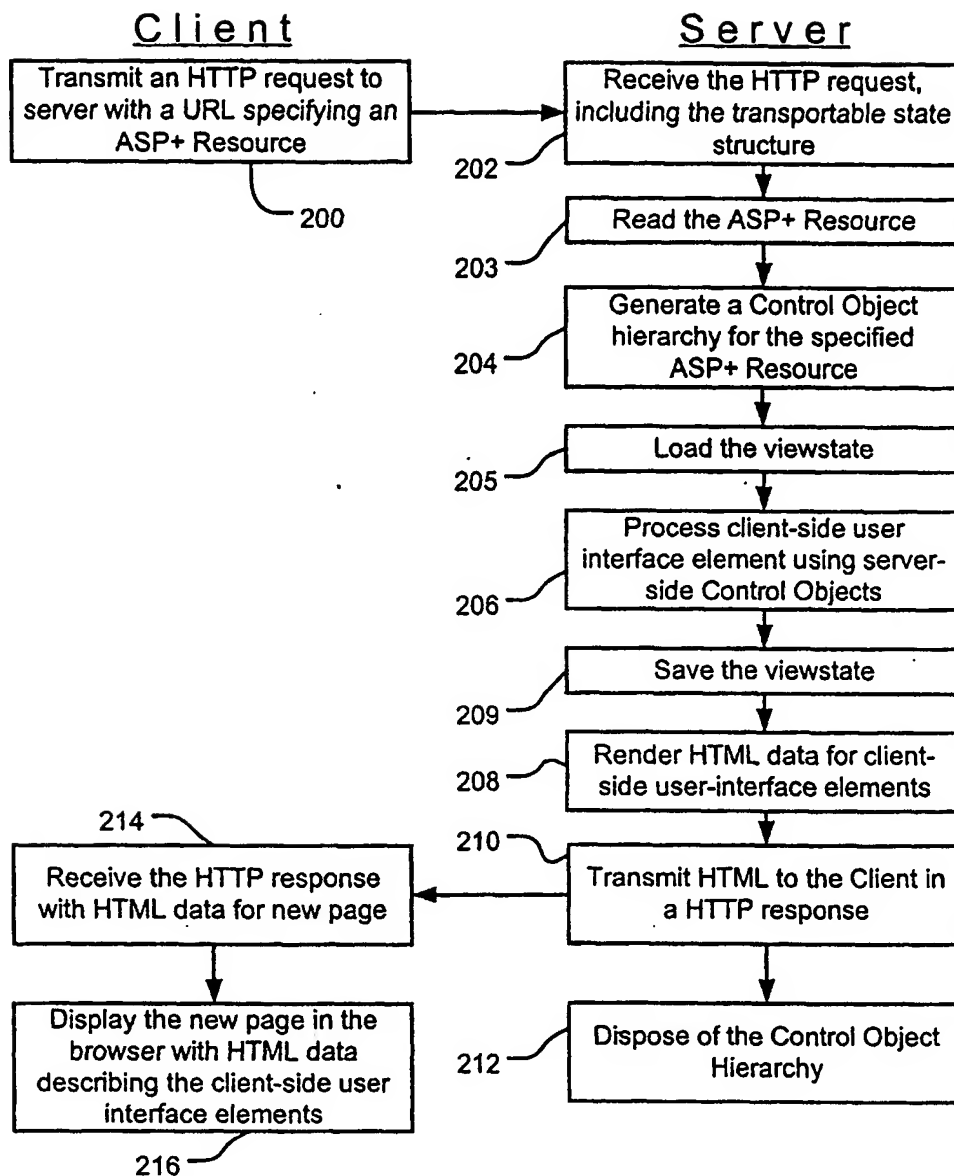 Client
Server
Transmit an HTTP request to
server with a URL specifying an
ASP+ Resource
200
Receive the HTTP request,
including the transportable state
structure
202
Read the ASP+ Resource
203
Generate a Control Object
hierarchy for the specified
ASP+ Resource
204
Load the viewstate
205
Process client-side user
interface element using server-
side Control Objects
206
Save the viewstate
209
Render HTML data for client-
side user-interface elements
208
Transmit HTML to the Client in
a HTTP response
210
214
Receive the HTTP response
with HTML data for new page
Display the new page in the
browser with HTML data
describing the client-side user
interface elements
216
Dispose of the Control Object
Hierarchy
212